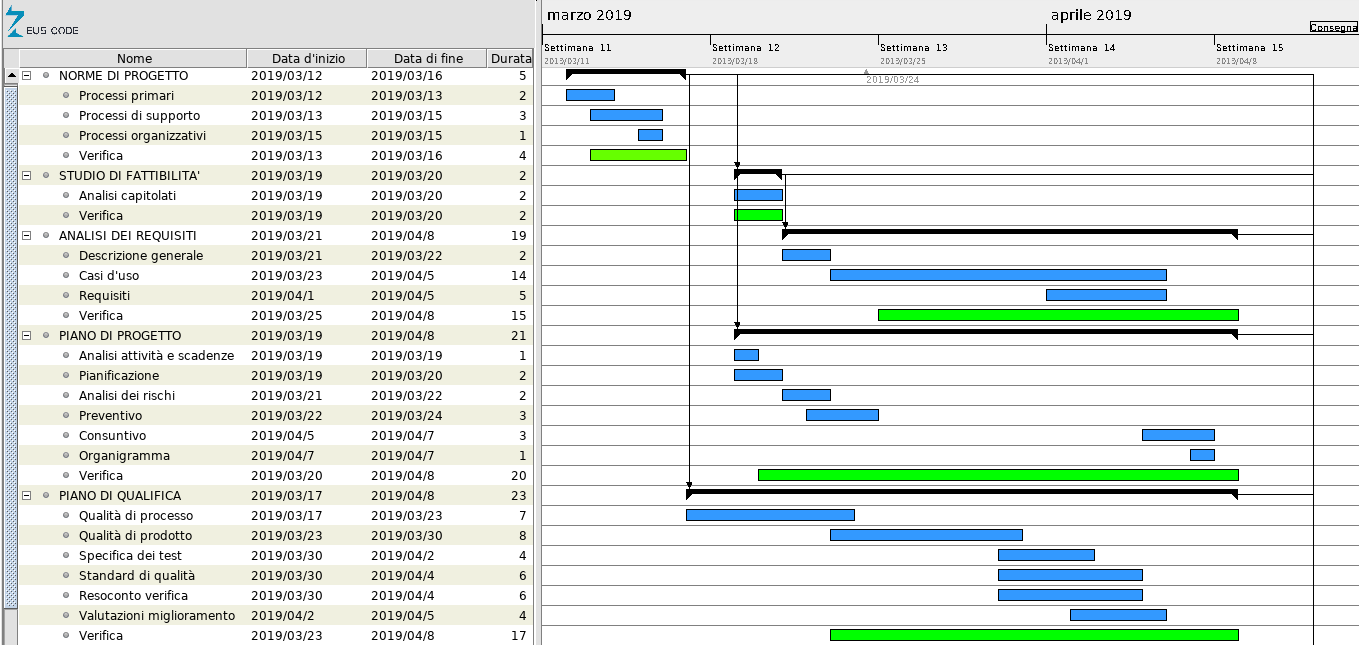 EUS CODE
marzo 2019
aprile 2019
Consegna
Settimana 11
Settimana 12
Settimana 13
Settimana 14
Settimana 15
2019/03/11
2019/03/18
2019/03/25
2019/04/1
2019/04/8
2019/03/24
Nome Data d'inizio Data di fine Durata
NORME DI PROGETTO 2019/03/12 2019/03/16 5
Processi primari 2019/03/12 2019/03/13 2
Processi di supporto 2019/03/13 2019/03/15 3
Processi organizzativi 2019/03/15 2019/03/15 1
Verifica 2019/03/13 2019/03/16 4
STUDIO DI FATTIBILITA' 2019/03/19 2019/03/20 2
Analisi capitolati 2019/03/19 2019/03/20 2
Verifica 2019/03/19 2019/03/20 2
ANALISI DEI REQUISITI 2019/03/21 2019/04/8 19
Descrizione generale 2019/03/21 2019/03/22 2
Casi d'uso 2019/03/23 2019/04/5 14
Requisiti 2019/04/1 2019/04/5 5
Verifica 2019/03/25 2019/04/8 15
PIANO DI PROGETTO 2019/03/19 2019/04/8 21
Analisi attività e scadenze 2019/03/19 2019/03/19 1
Pianificazione 2019/03/19 2019/03/20 2
Analisi dei rischi 2019/03/21 2019/03/22 2
Preventivo 2019/03/22 2019/03/24 3
Consuntivo 2019/04/5 2019/04/7 3
Organigramma 2019/04/7 2019/04/7 1
Verifica 2019/03/20 2019/04/8 20
PIANO DI QUALIFICA 2019/03/17 2019/04/8 23
Qualità di processo 2019/03/17 2019/03/23 7
Qualità di prodotto 2019/03/23 2019/03/30 8
Specifica dei test 2019/03/30 2019/04/2 4
Standard di qualità 2019/03/30 2019/04/4 6
Resoconto verifica 2019/03/30 2019/04/4 6
Valutazioni miglioramento 2019/04/2 2019/04/5 4
Verifica 2019/03/23 2019/04/8 17